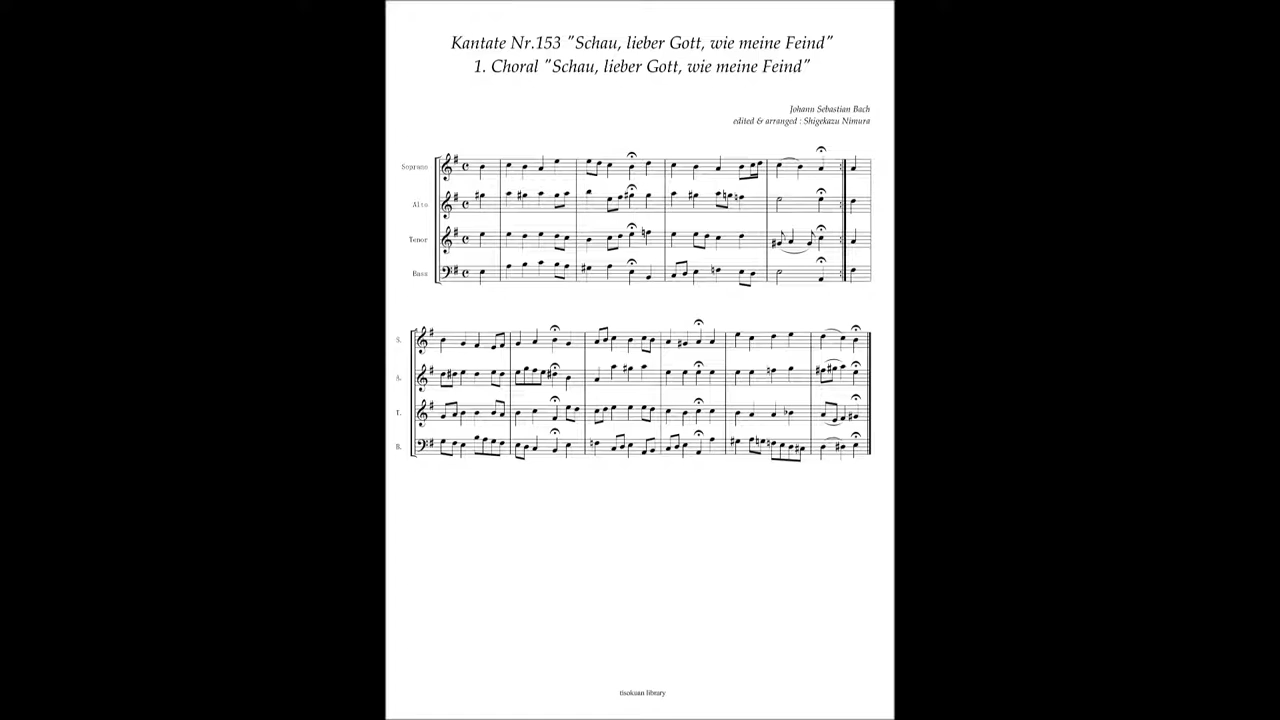 Kantate Nr.153 "Schau, lieber Gott, wie meine Feind"
1. Choral "Schau, lieber Gott, wie meine Feind"
Johann Sebastian Bach
edited & arranged : Shigekazu Nimura
Soprano
Alto
Tenor
Bass
S.
A.
T.
B.
tisokuan library